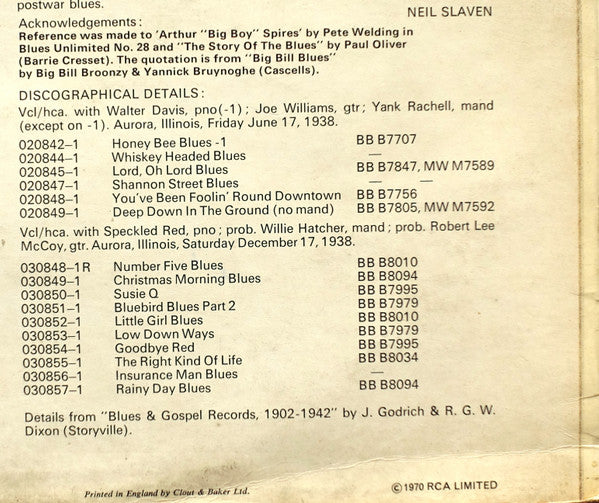 postwar blues.
NEIL SLAVEN
Acknowledgements:
Reference was made to 'Arthur "Big Boy" Spires' by Pete Welding in
Blues Unlimited No. 28 and "The Story Of The Blues" by Paul Oliver
(Barrie Cresset). The quotation is from "Big Bill Blues"
by Big Bill Broonzy & Yannick Bruynoghe (Cascells).
DISCOGRAPHICAL DETAILS:
Vcl/hca. with Walter Davis, pno(-1); Joe Williams, gtr; Yank Rachell, mand
(except on -1). Aurora, Illinois, Friday June 17, 1938.
020842–1 Honey Bee Blues -1 BB B7707
020844–1 Whiskey Headed Blues —
020845–1 Lord, Oh Lord Blues BB B7847, MW M7589
020847–1 Shannon Street Blues — —
020848–1 You've Been Foolin' Round Downtown BB B7756
020849–1 Deep Down In The Ground (no mand) BB B7805, MW M7592
Vcl/hca. with Speckled Red, pno; prob. Willie Hatcher, mand; prob. Robert Lee
McCoy, gtr. Aurora, Illinois, Saturday December 17, 1938.
030848–1R Number Five Blues BB B8010
030849–1 Christmas Morning Blues BB B8094
030850–1 Susie Q BB B7995
030851–1 Bluebird Blues Part 2 BB B7979
030852–1 Little Girl Blues BB B8010
030853–1 Low Down Ways BB B7979
030854–1 Goodbye Red BB B7995
030855–1 The Right Kind Of Life BB B8034
030856–1 Insurance Man Blues —
030857–1 Rainy Day Blues BB B8094
Details from "Blues & Gospel Records, 1902-1942" by J. Godrich & R. G. W.
Dixon (Storyville).
Printed in England by Clout & Baker Ltd.
© 1970 RCA LIMITED